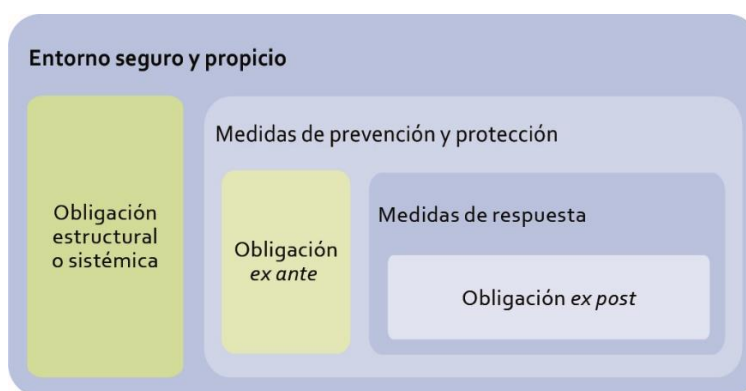 Entorno seguro y propicio
Medidas de prevención y protección
Obligación
estructural
o sistémica
Obligación
ex ante
Medidas de respuesta
Obligación ex post